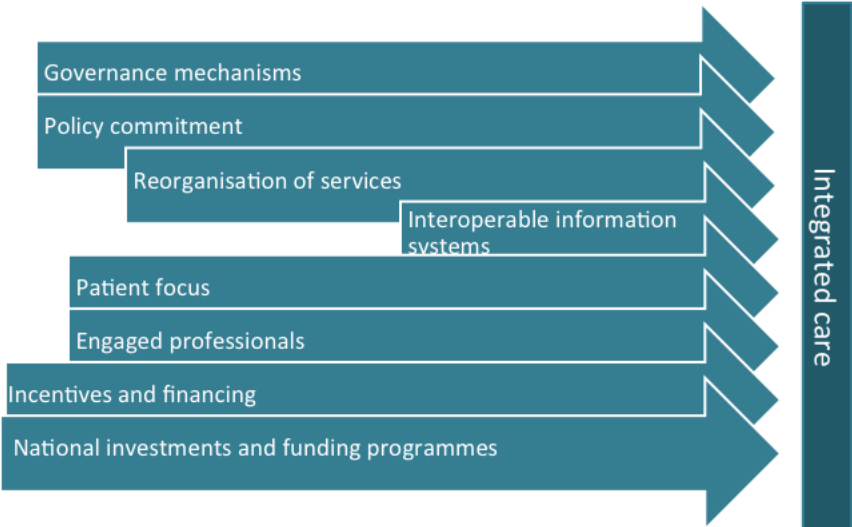 Governance mechanisms
Policy commitment
Reorganisation of services
Interoperable information
systems
Patient focus
Engaged professionals
Incentives and financing
National investments and funding programmes
Integrated care